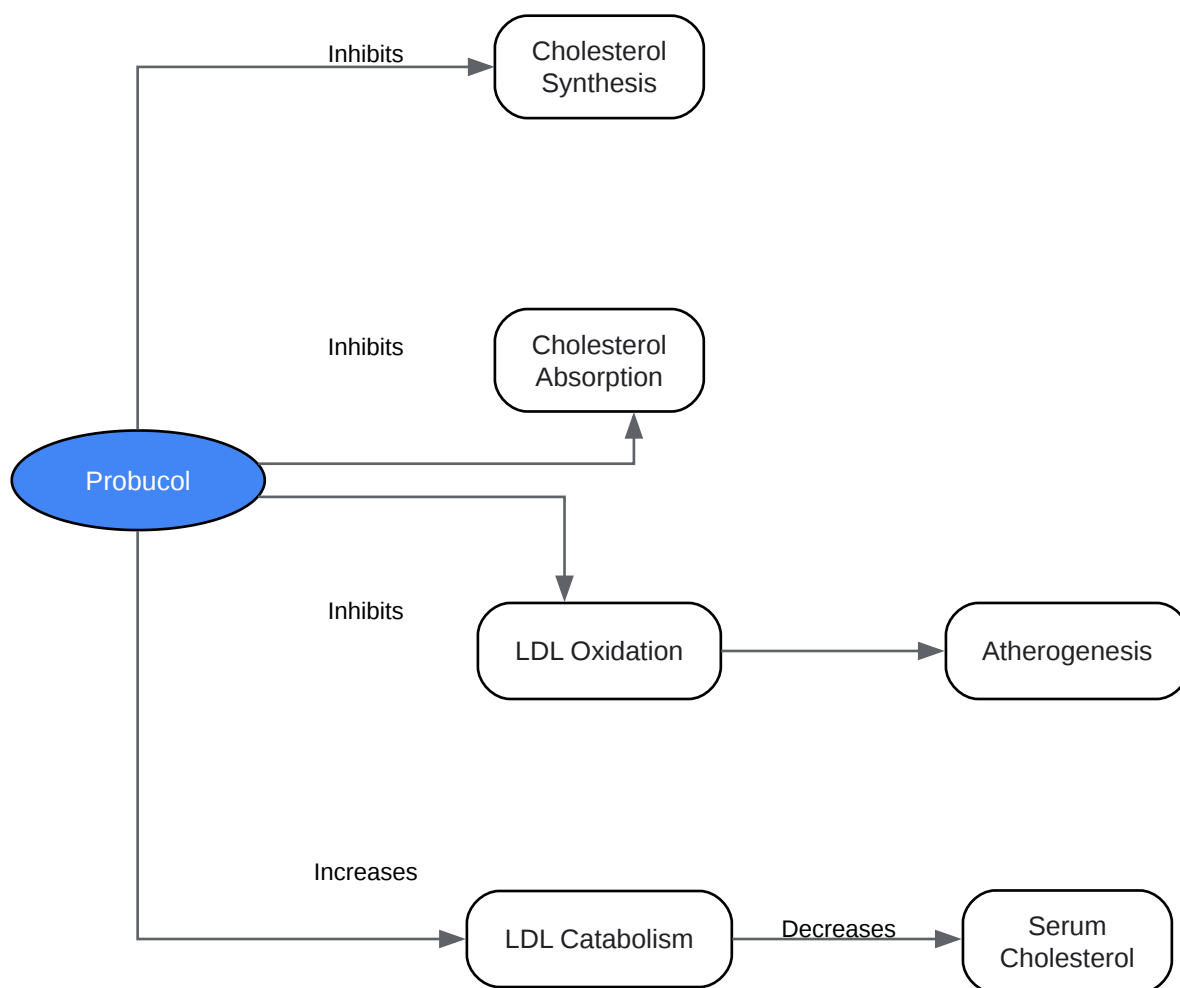 Inhibits
Cholesterol
Synthesis
Inhibits
Cholesterol
Absorption
Probucol
Inhibits
LDL Oxidation
Atherogenesis
Increases
LDL Catabolism
Decreases
Serum
Cholesterol